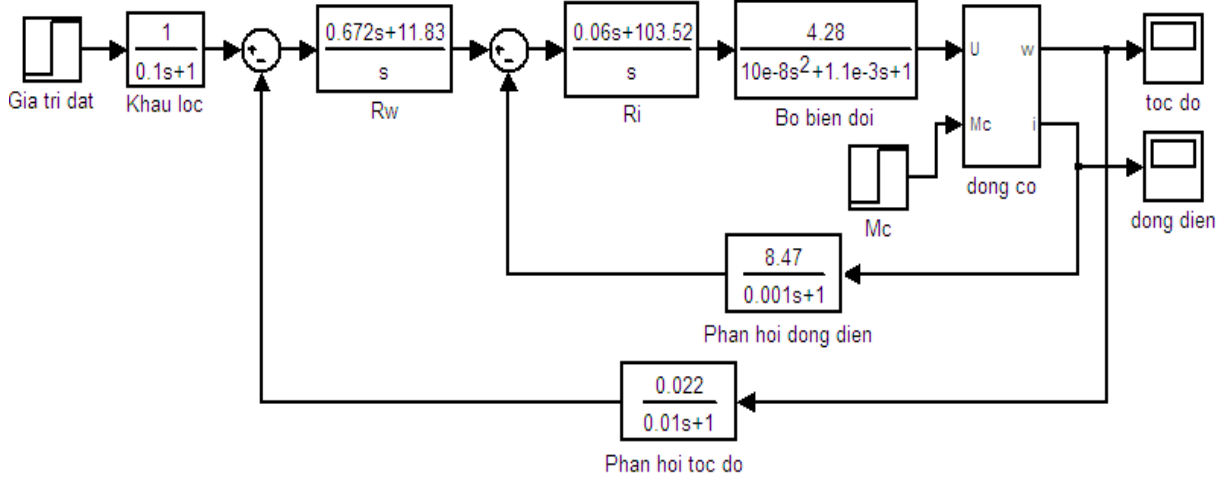 Gia tri dat
1
0.1s+1
Khau loc
0.672s+11.83
s
Rw
0.06s+103.52
s
Ri
4.28
10e-8s²+1.1e-3s+1
Bo bien doi
U
Mc
w
i
dong co
toc do
dong dien
Mc
8.47
0.001s+1
Phan hoi dong dien
0.022
0.01s+1
Phan hoi toc do